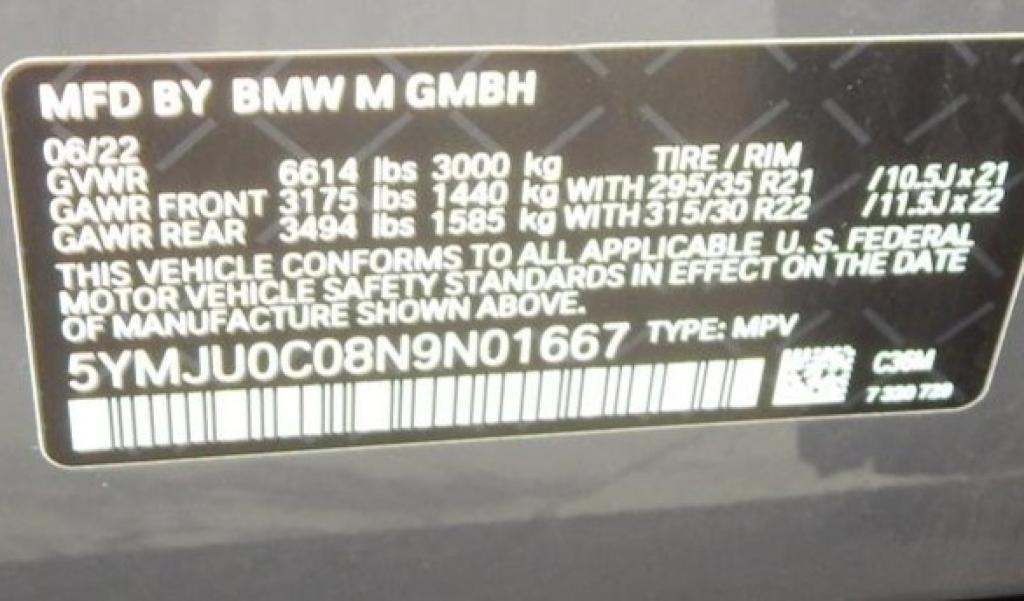 MFD BY BMW M GMBH
06/22 TIRE / RIM
GVWR 6614 lbs 3000 kg
GAWR FRONT 3175 lbs 1440 kg WITH 295/35 R21 /10.5J x 21
GAWR REAR 3494 lbs 1585 kg WITH 315/30 R22 /11.5J x 22
THIS VEHICLE CONFORMS TO ALL APPLICABLE U. S. FEDERAL
MOTOR VEHICLE SAFETY STANDARDS IN EFFECT ON THE DATE
OF MANUFACTURE SHOWN ABOVE.
5YMJU0C08N9N01667 TYPE: MPV
C36M